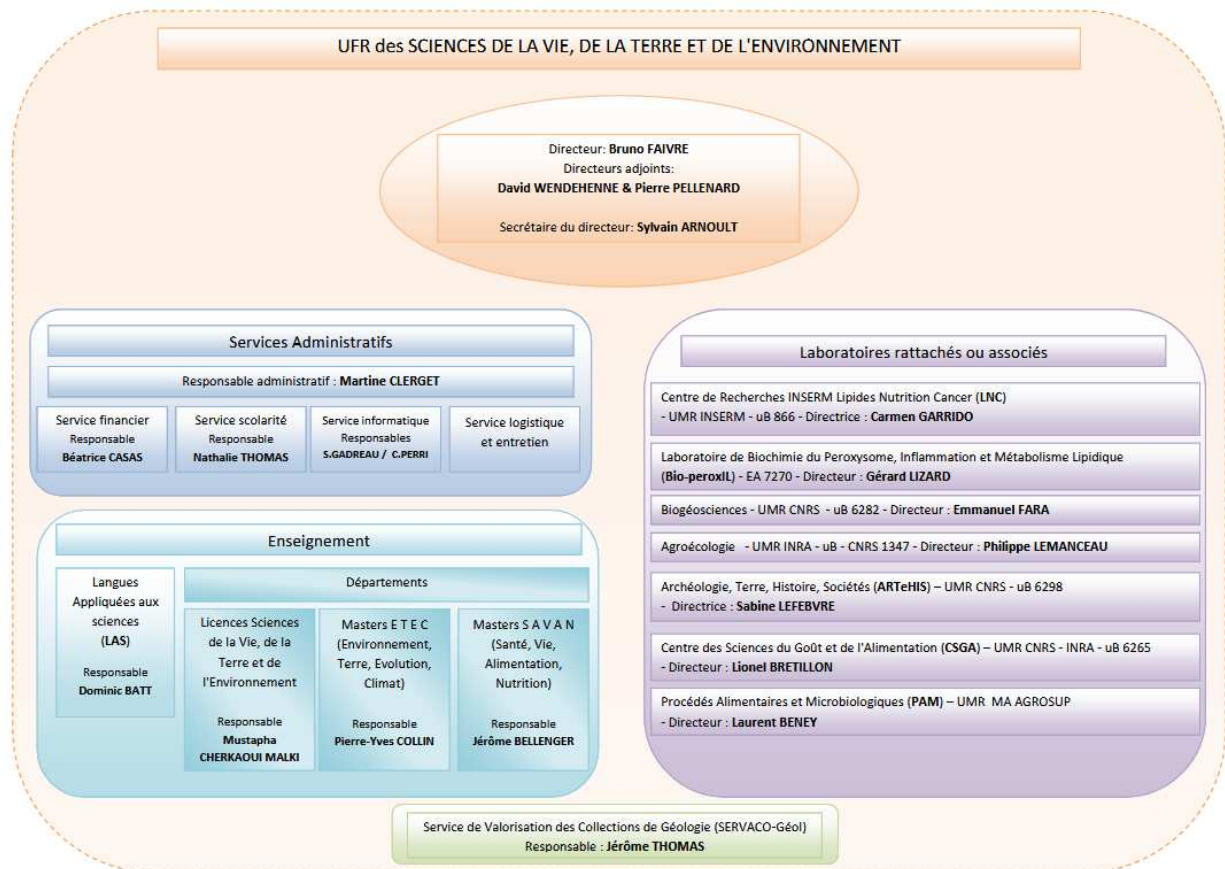 UFR des SCIENCES DE LA VIE, DE LA TERRE ET DE L'ENVIRONNEMENT
Directeur: Bruno FAIVRE
Directeurs adjoints:
David WENDEHENNE & Pierre PELLENARD
Secrétaire du directeur: Sylvain ARNOULT
Services Administratifs
Responsable administratif : Martine CLERGET
Service financier
Responsable
Béatrice CASAS
Service scolarité
Responsable
Nathalie THOMAS
Service informatique
Responsables
S.GADREAU / C.PERRI
Service logistique
et entretien
Enseignement
Langues
Appliquées aux
sciences
(LAS)
Responsable
Dominic BATT
Départements
Licences Sciences
de la Vie, de la
Terre et de
l'Environnement
Responsable
Mustapha
CHERKAOUI MALKI
Masters E T E C
(Environnement,
Terre, Evolution,
Climat)
Responsable
Pierre-Yves COLLIN
Masters S A V A N
(Santé, Vie,
Alimentation,
Nutrition)
Responsable
Jérôme BELLENGER
Laboratoires rattachés ou associés
Centre de Recherches INSERM Lipides Nutrition Cancer (LNC)
- UMR INSERM - uB 866 - Directrice : Carmen GARRIDO
Laboratoire de Biochimie du Peroxysome, Inflammation et Métabolisme Lipidique
(Bio-peroxIL) - EA 7270 - Directeur : Gérard LIZARD
Biogéosciences - UMR CNRS - uB 6282 - Directeur : Emmanuel FARA
Agroécologie - UMR INRA - uB - CNRS 1347 - Directeur : Philippe LEMANCEAU
Archéologie, Terre, Histoire, Sociétés (ARTeHIS) – UMR CNRS - uB 6298
- Directrice : Sabine LEFEBVRE
Centre des Sciences du Goût et de l'Alimentation (CSGA) – UMR CNRS - INRA - uB 6265
- Directeur : Lionel BRETILLON
Procédés Alimentaires et Microbiologiques (PAM) – UMR MA AGROSUP
- Directeur : Laurent BENEY
Service de Valorisation des Collections de Géologie (SERVACO-Géol)
Responsable : Jérôme THOMAS